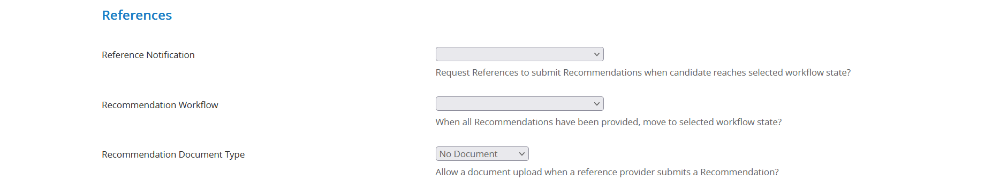 References
Reference Notification
Request References to submit Recommendations when candidate reaches selected workflow state?
Recommendation Workflow
When all Recommendations have been provided, move to selected workflow state?
Recommendation Document Type
No Document
Allow a document upload when a reference provider submits a Recommendation?